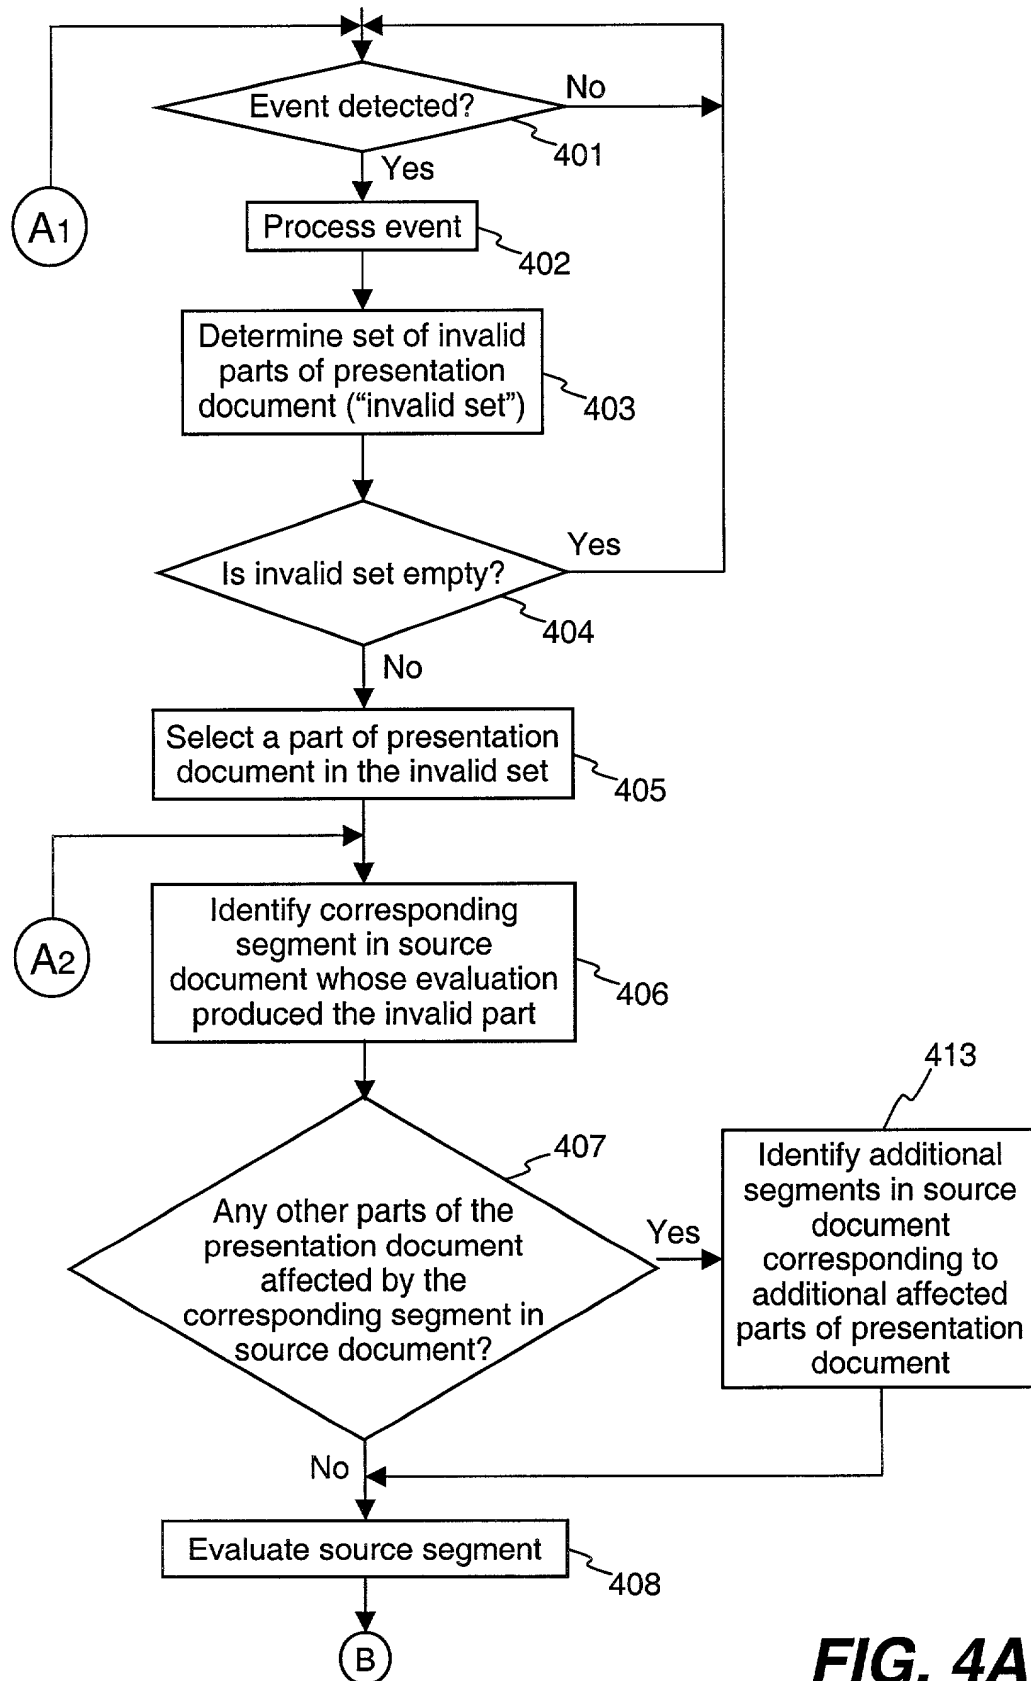 Event detected?
No
401
Yes
A1
Process event
402
Determine set of invalid
parts of presentation
document (“invalid set”)
403
Is invalid set empty?
Yes
404
No
Select a part of presentation
document in the invalid set
405
A2
Identify corresponding
segment in source
document whose evaluation
produced the invalid part
406
413
407
Any other parts of the
presentation document
affected by the
corresponding segment in
source document?
Yes
Identify additional
segments in source
document
corresponding to
additional affected
parts of presentation
document
No
Evaluate source segment
408
B
FIG. 4A